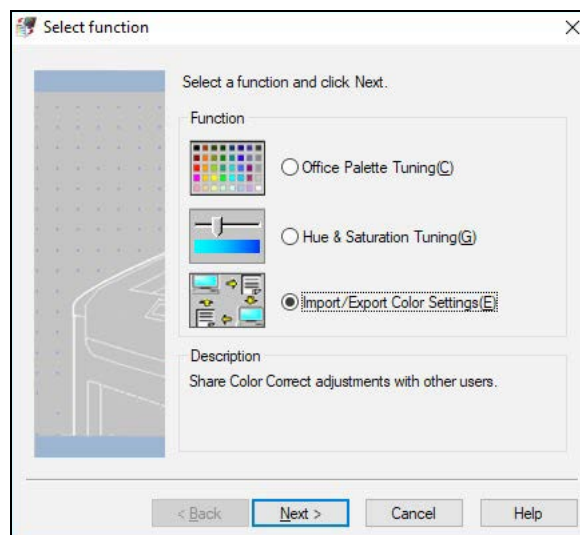 Select function
Select a function and click Next.
Function
Office Palette Tuning(C)
Hue & Saturation Tuning(G)
Import/Export Color Settings(E)
Description
Share Color Correct adjustments with other users.
< Back
Next >
Cancel
Help